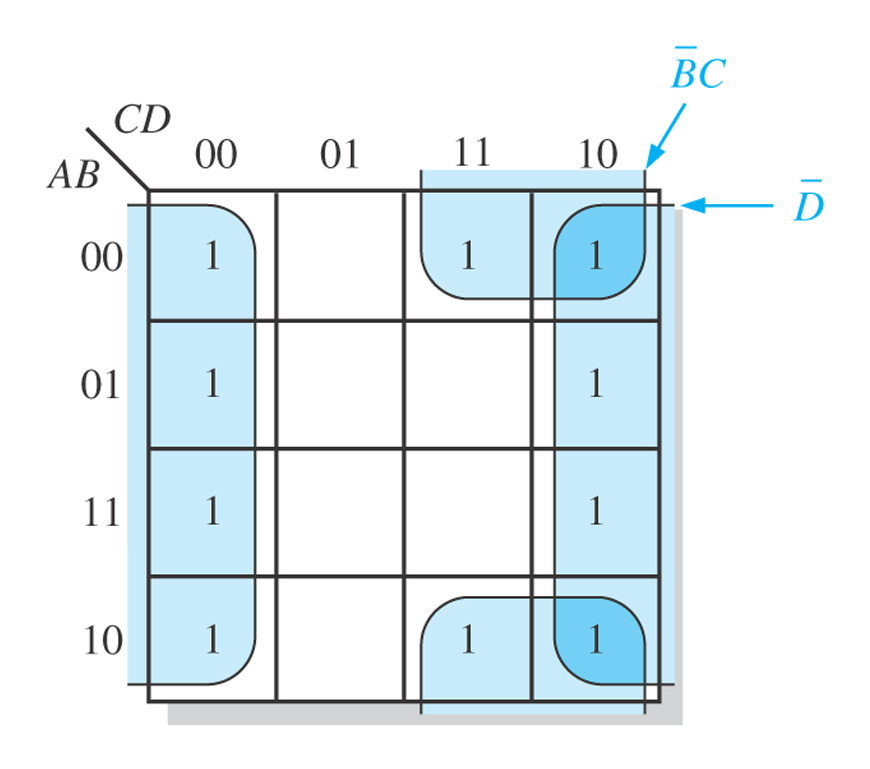 B̅C
CD
AB
00 01 11 10
D̅
00 1 1 1
01 1 1
11 1 1
10 1 1 1